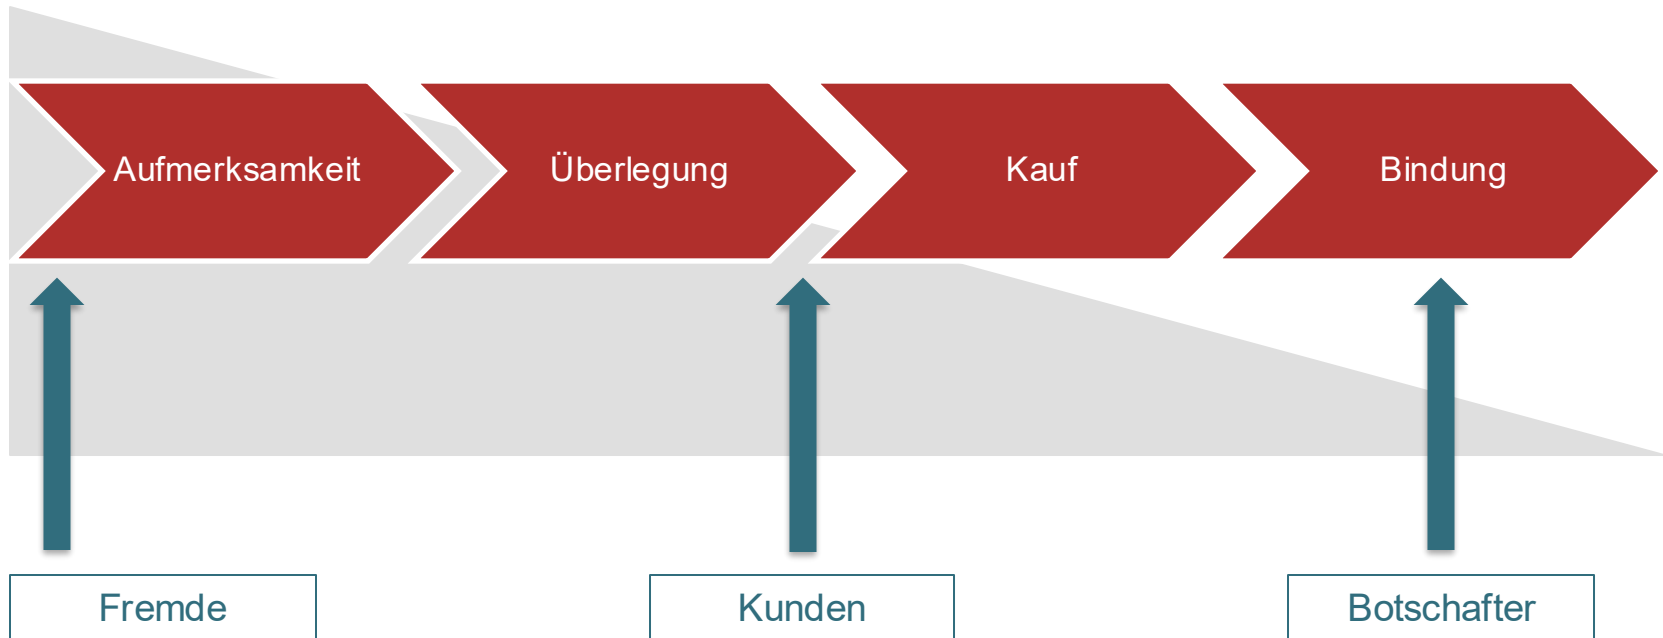 Aufmerksamkeit
Überlegung
Kauf
Bindung
Fremde
Kunden
Botschafter